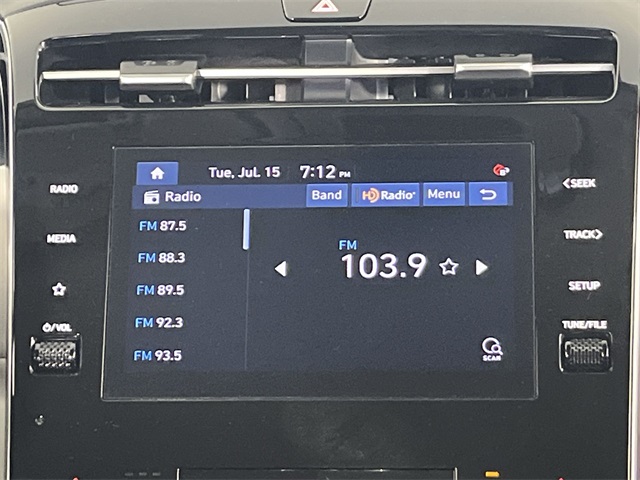 Tue, Jul. 15 7:12 PM
Radio Band HD Radio Menu
FM 87.5
FM 88.3
FM 89.5
FM 92.3
FM 93.5
FM
103.9
SCAN
RADIO
MEDIA
/VOL
<SEEK
TRACK>
SETUP
TUNE/FILE